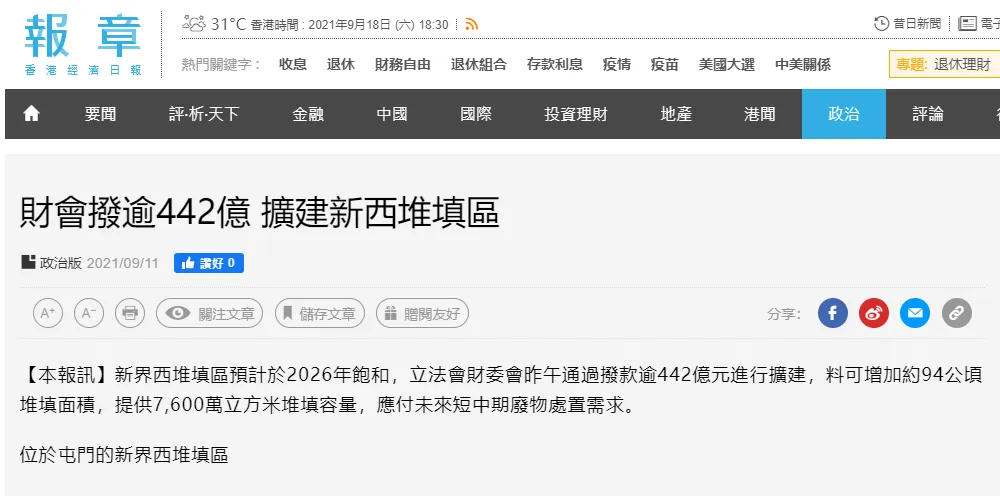 報章
香港經濟日報
31°C 香港時間 : 2021年9月18日 (六) 18:30
昔日新聞
熱門關鍵字 : 收息 退休 財務自由 退休組合 存款利息 疫情 疫苗 美國大選 中美關係
專題: 退休理財
要聞 評‧析‧天下 金融 中國 國際 投資理財 地產 港聞 政治 評論
財會撥逾442億 擴建新西堆填區
政治版 2021/09/11 讚好 0
A+ A− 關注文章 儲存文章 贈閱友好 分享:
【本報訊】新界西堆填區預計於2026年飽和，立法會財委會昨午通過撥款逾442億元進行擴建，料可增加約94公頃
堆填面積，提供7,600萬立方米堆填容量，應付未來短中期廢物處置需求。
位於屯門的新界西堆填區